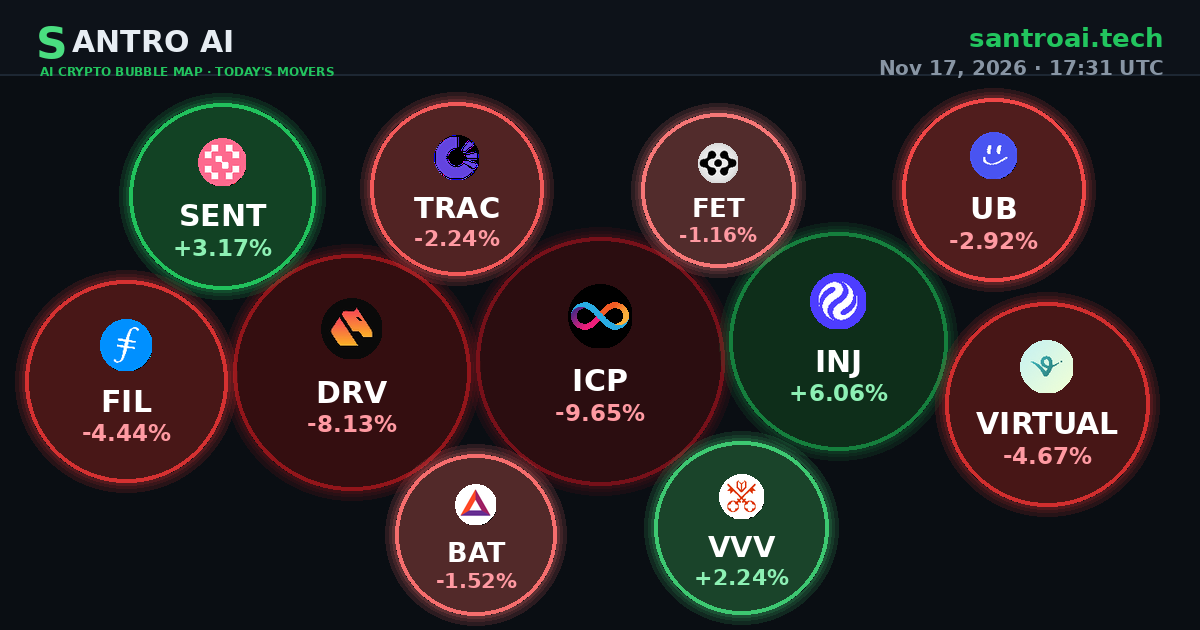 SANTRO AI
AI CRYPTO BUBBLE MAP · TODAY'S MOVERS
santroai.tech
Nov 17, 2026 · 17:31 UTC
SENT
+3.17%
TRAC
-2.24%
FET
-1.16%
UB
-2.92%
FIL
-4.44%
DRV
-8.13%
ICP
-9.65%
INJ
+6.06%
VIRTUAL
-4.67%
BAT
-1.52%
VVV
+2.24%